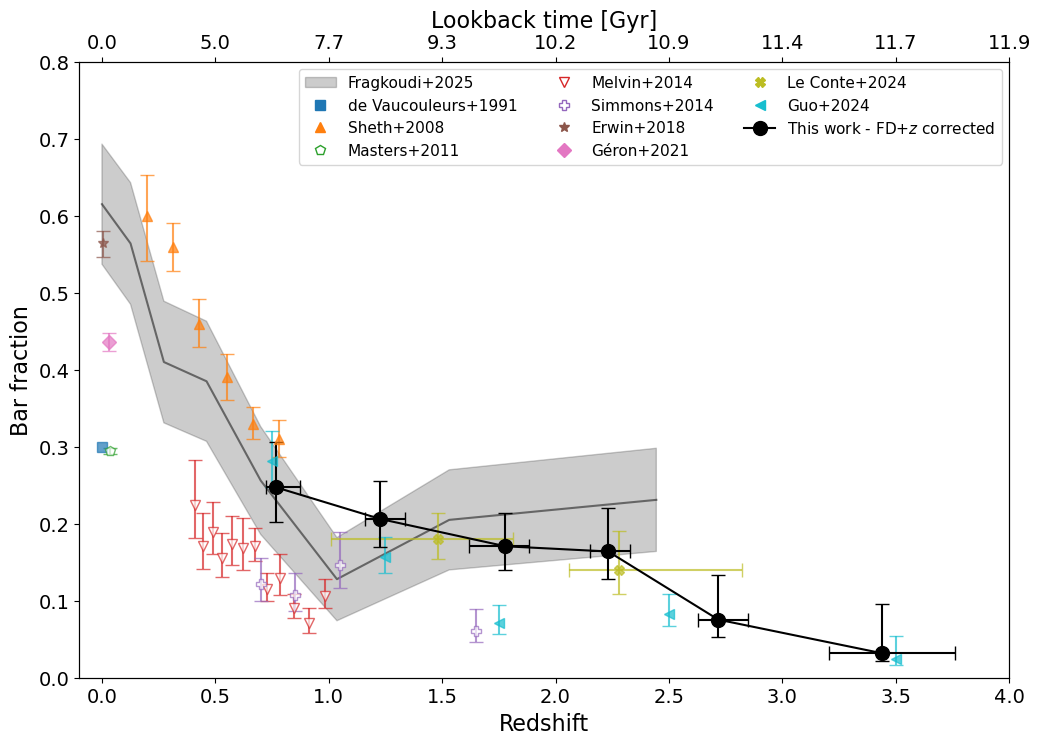 Lookback time [Gyr]
0.0 5.0 7.7 9.3 10.2 10.9 11.4 11.7 11.9
Fragkoudi+2025
de Vaucouleurs+1991
Sheth+2008
Masters+2011
Melvin+2014
Simmons+2014
Erwin+2018
Géron+2021
Le Conte+2024
Guo+2024
This work - FD+z corrected
Bar fraction
0.8
0.7
0.6
0.5
0.4
0.3
0.2
0.1
0.0
0.0 0.5 1.0 1.5 2.0 2.5 3.0 3.5 4.0
Redshift